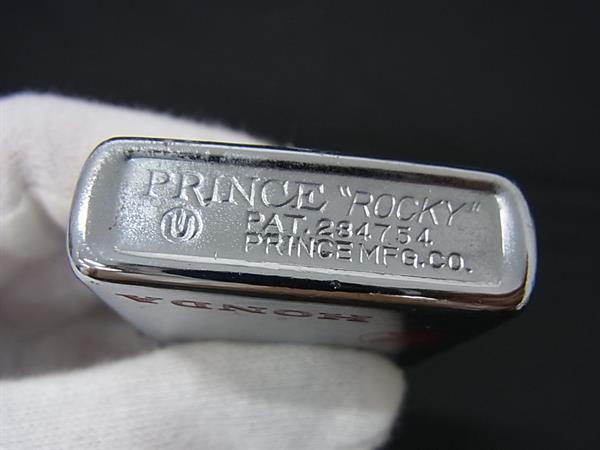 PRINCE "ROCKY"
PAT. 284754
PRINCE MFG. CO.
HONDA